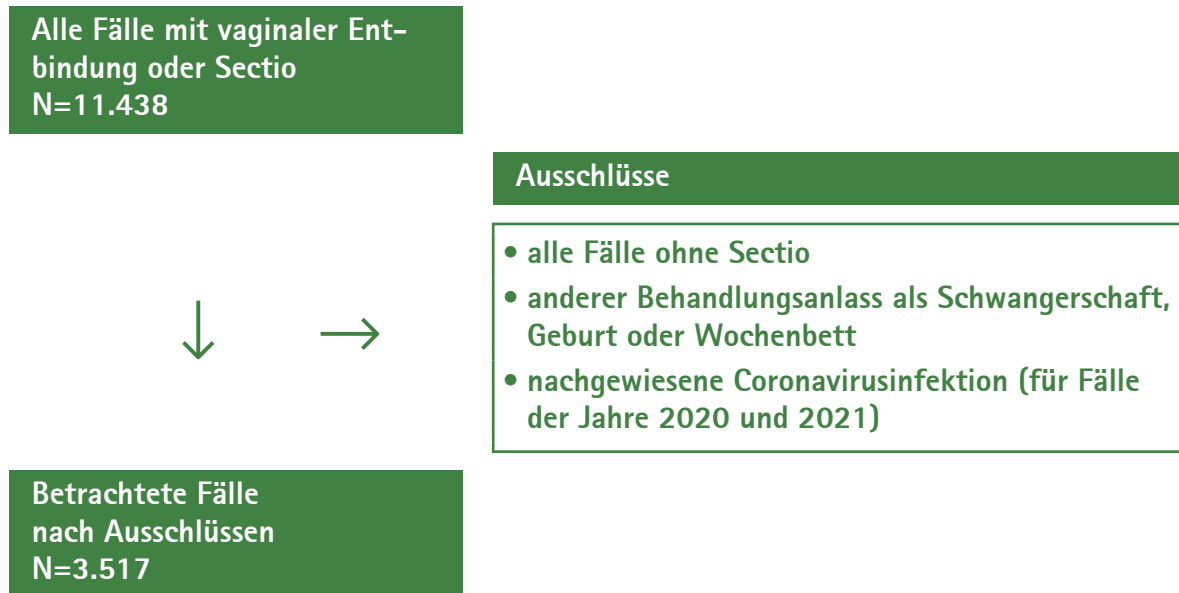 Alle Fälle mit vaginaler Ent-
bindung oder Sectio
N=11.438
Ausschlüsse
• alle Fälle ohne Sectio
• anderer Behandlungsanlass als Schwangerschaft,
Geburt oder Wochenbett
• nachgewiesene Coronavirusinfektion (für Fälle
der Jahre 2020 und 2021)
Betrachtete Fälle
nach Ausschlüssen
N=3.517